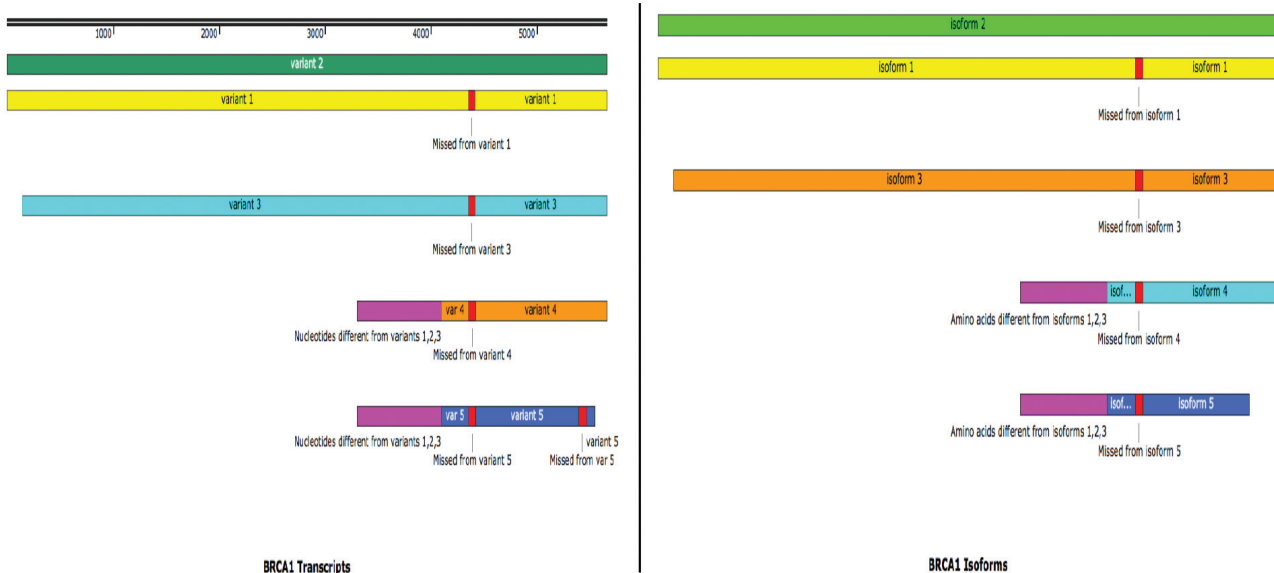 1000 2000 3000 4000 5000
variant 2
variant 1 variant 1
Missed from variant 1
variant 3 variant 3
Missed from variant 3
var 4 variant 4
Nucleotides different from variants 1,2,3
Missed from variant 4
var 5 variant 5
Nucleotides different from variants 1,2,3 variant 5
Missed from variant 5 Missed from var 5
BRCA1 Transcripts
isoform 2
isoform 1 isoform 1
Missed from isoform 1
isoform 3 isoform 3
Missed from isoform 3
isof... isoform 4
Amino acids different from isoforms 1,2,3
Missed from isoform 4
isof... isoform 5
Amino acids different from isoforms 1,2,3
Missed from isoform 5
BRCA1 Isoforms